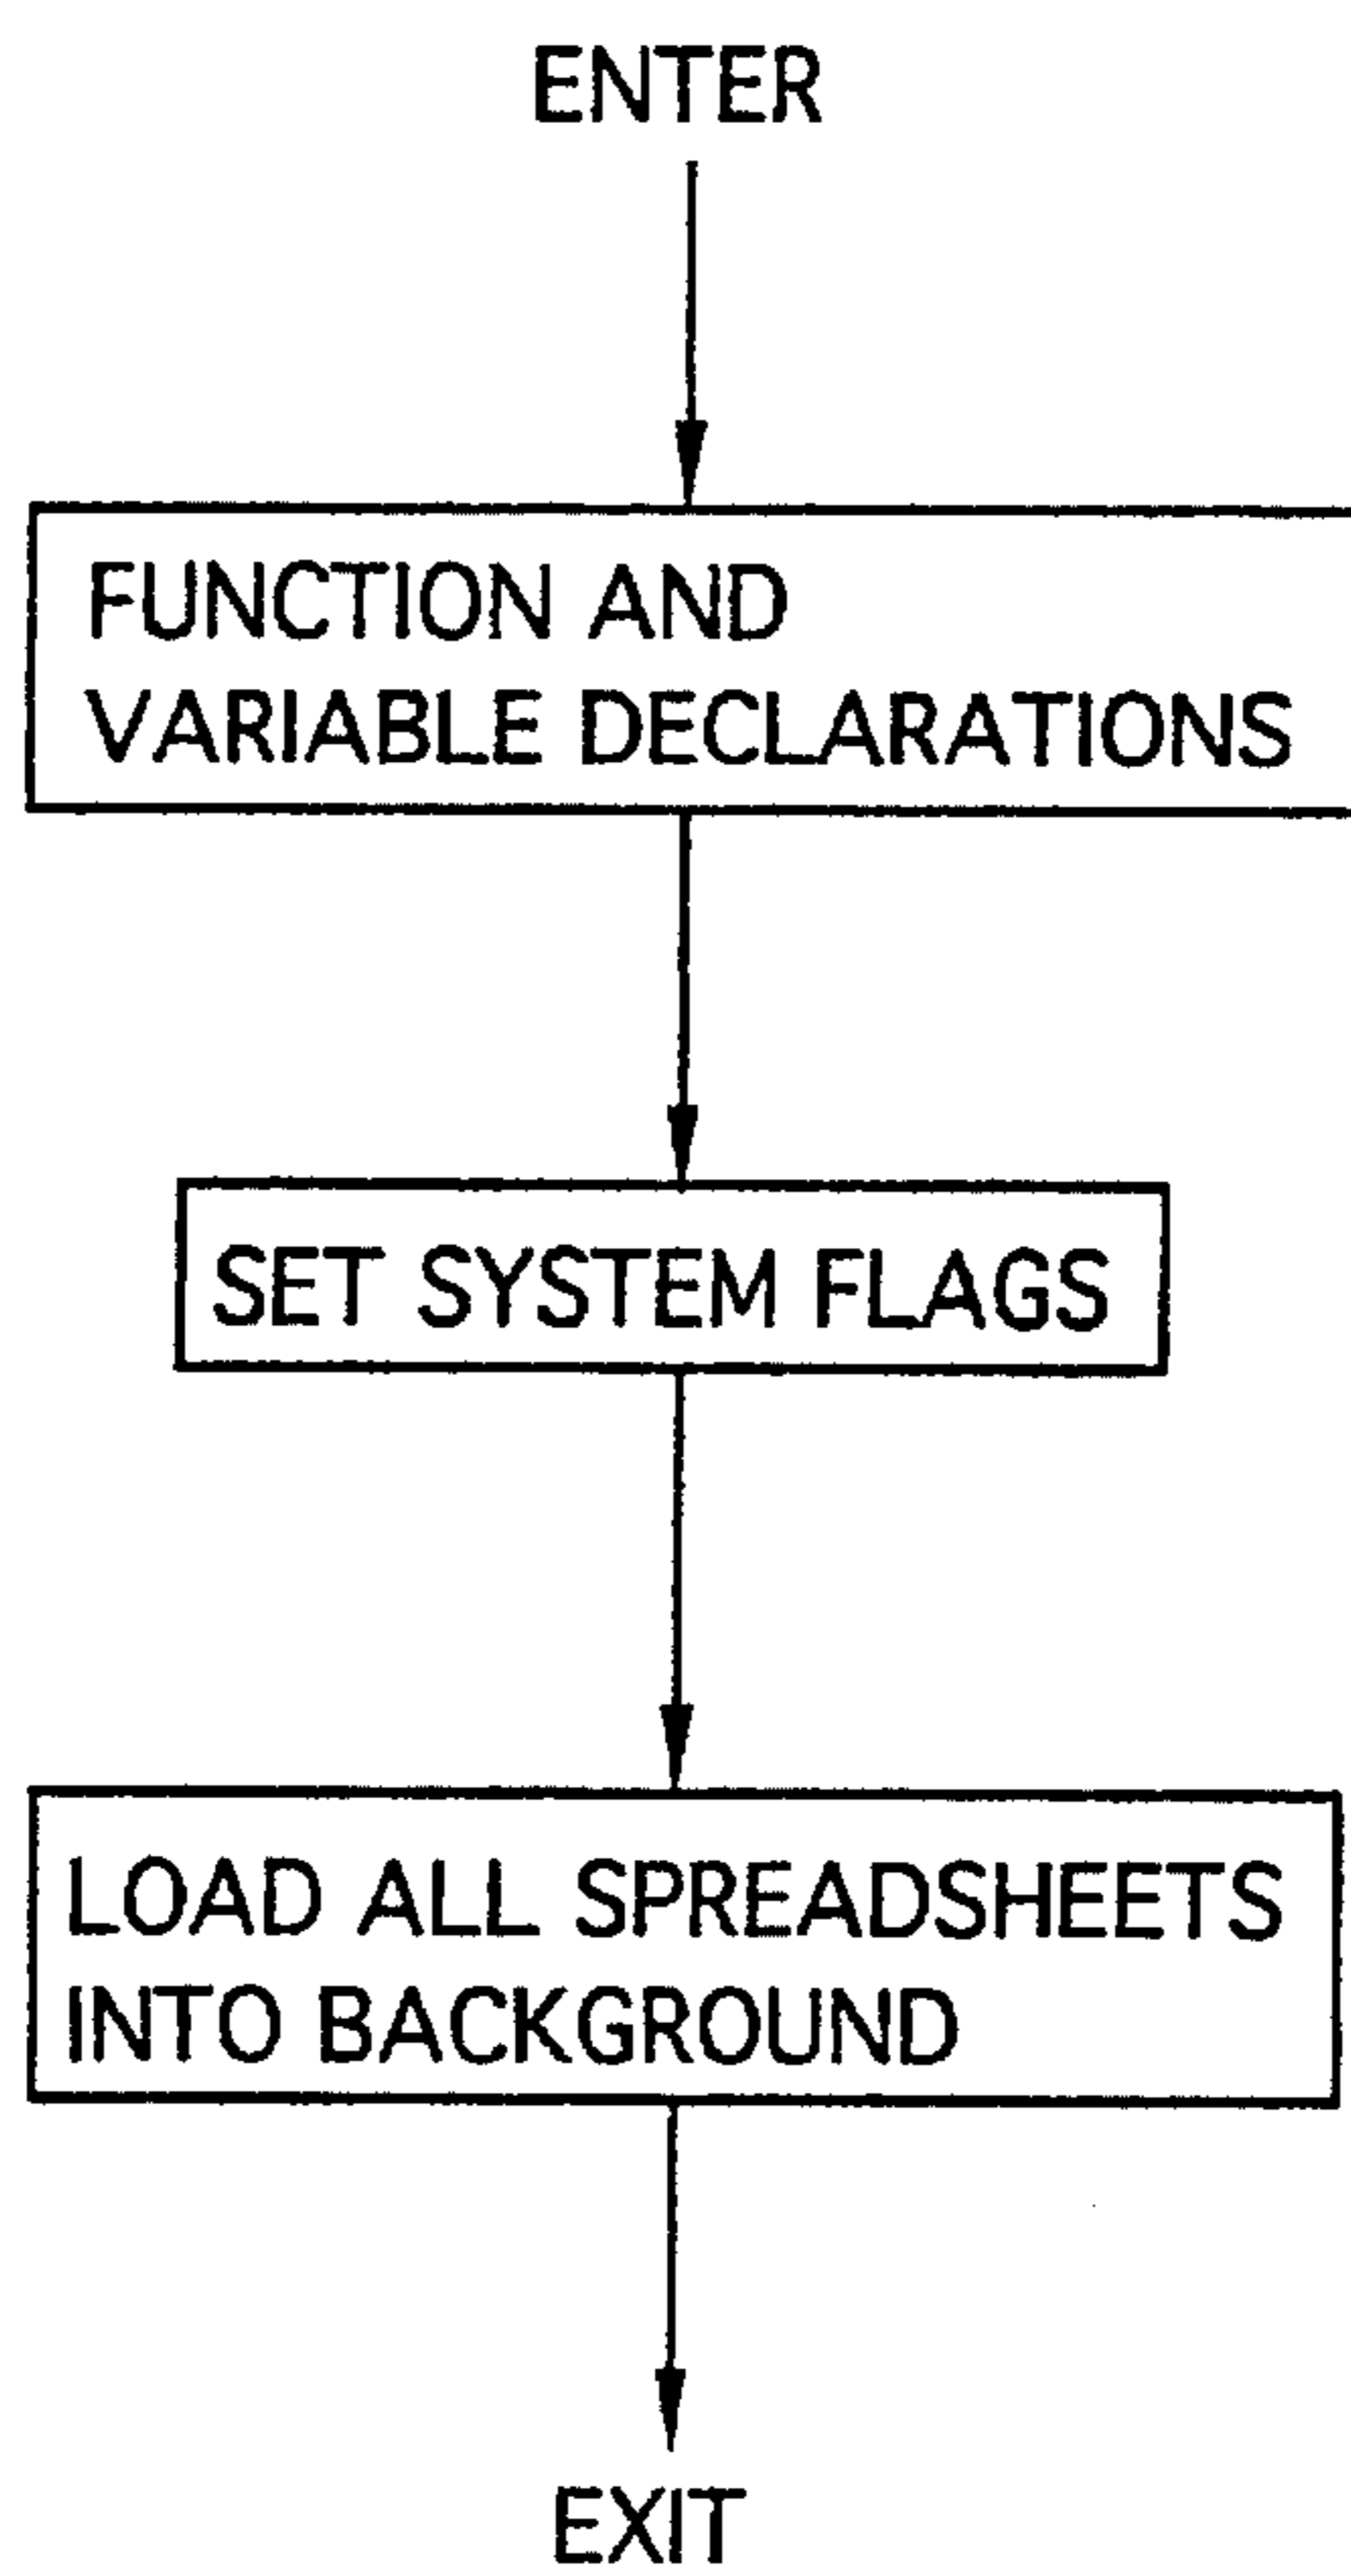 ENTER
FUNCTION AND
VARIABLE DECLARATIONS
SET SYSTEM FLAGS
LOAD ALL SPREADSHEETS
INTO BACKGROUND
EXIT